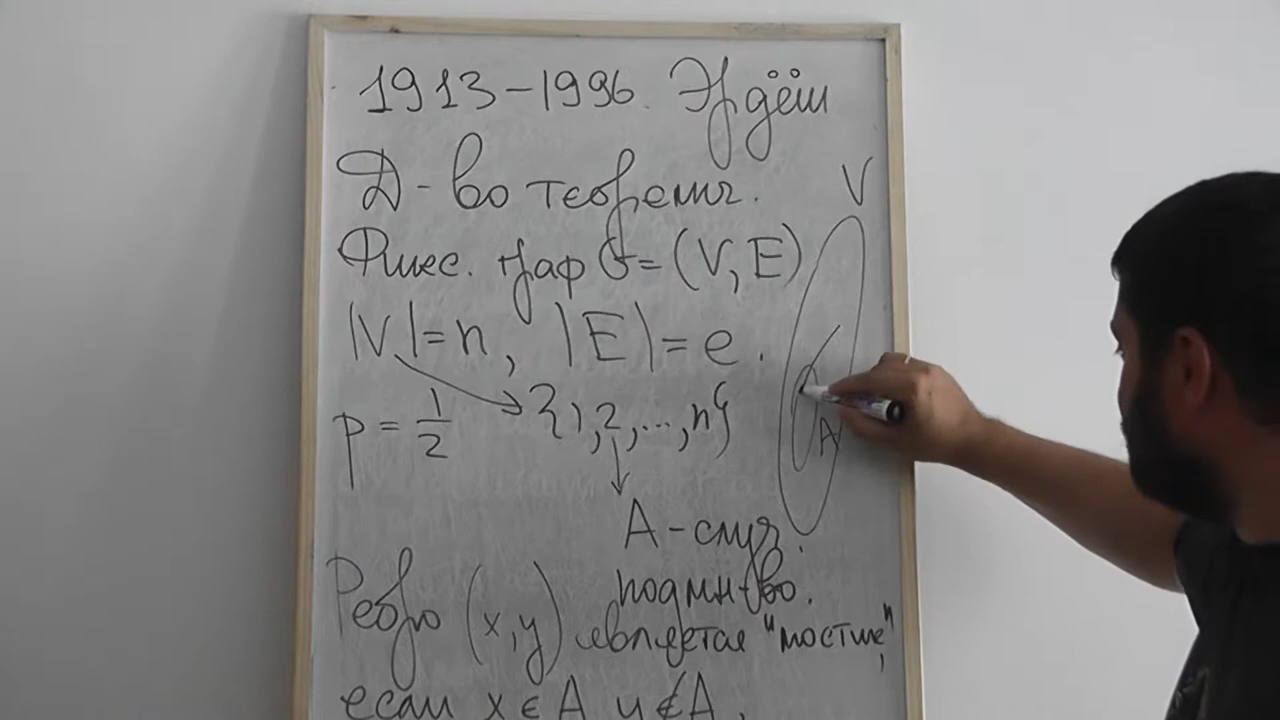 1913-1996. Эрдёш
Д-во теоремы.
V
Фикс. граф G=(V,E)
|V|=n, |E|=e.
p=1/2 {1,2,...,n}
A
A-случ.
подмн-во.
Ребро (x,y) является "мостик",
если x∈A y∉A.